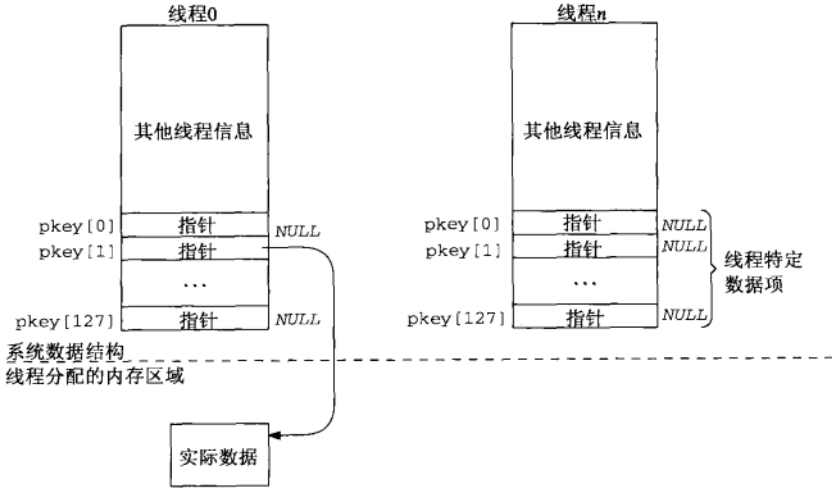 线程0
其他线程信息
pkey[0] 指针 NULL
pkey[1] 指针
...
pkey[127] 指针 NULL
线程n
其他线程信息
pkey[0] 指针 NULL
pkey[1] 指针 NULL
...
pkey[127] 指针 NULL
线程特定
数据项
系统数据结构
线程分配的内存区域
实际数据